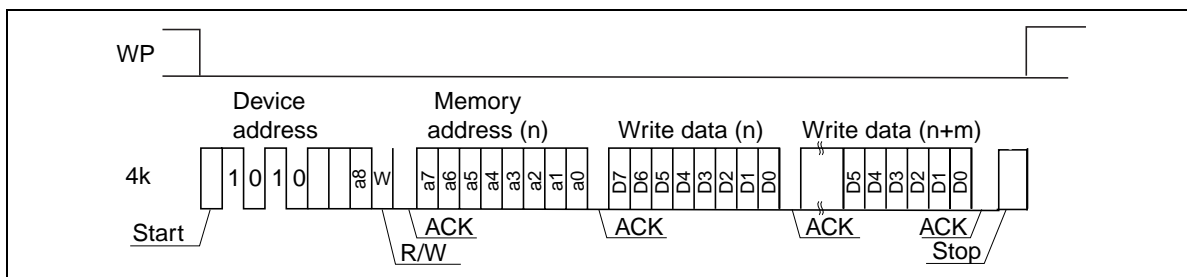 WP
Device
address
Memory
address (n)
Write data (n)
Write data (n+m)
4k
1 0 1 0 a8 W a7 a6 a5 a4 a3 a2 a1 a0 D7 D6 D5 D4 D3 D2 D1 D0 D5 D4 D3 D2 D1 D0
Start
R/W
ACK
ACK
ACK
ACK
Stop